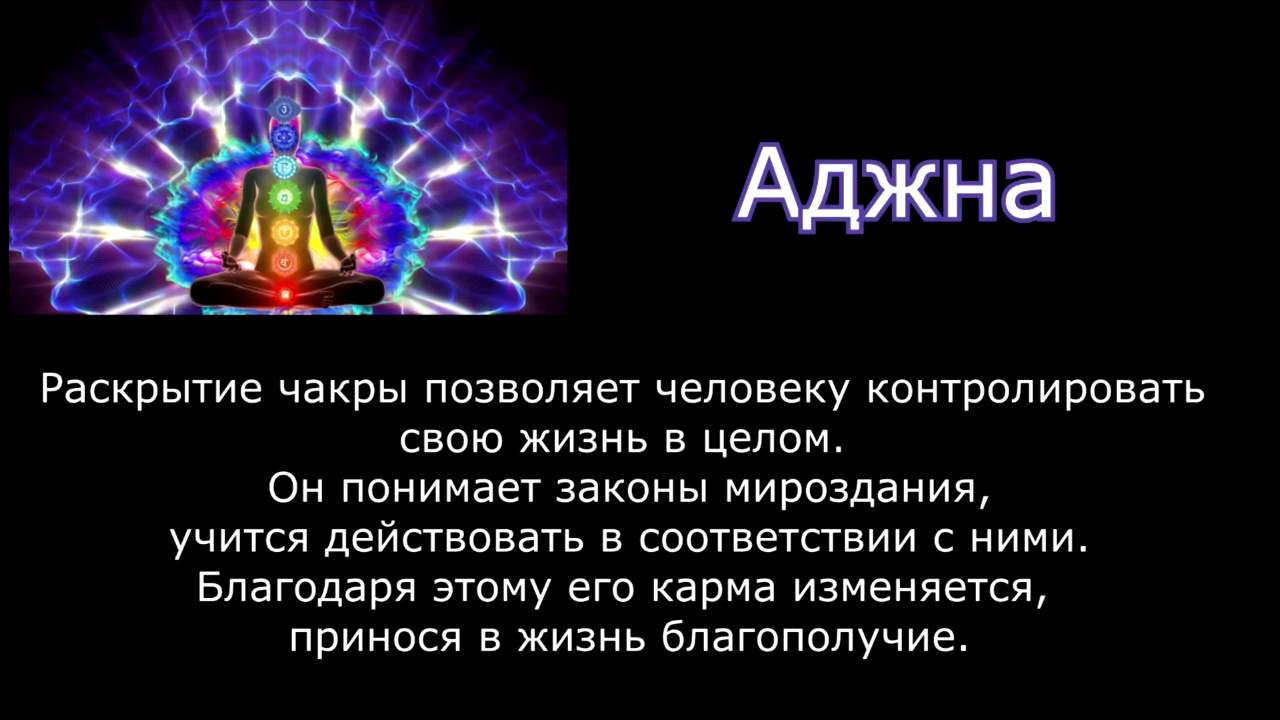 Аджна
Раскрытие чакры позволяет человеку контролировать
свою жизнь в целом.
Он понимает законы мироздания,
учится действовать в соответствии с ними.
Благодаря этому его карма изменяется,
принося в жизнь благополучие.